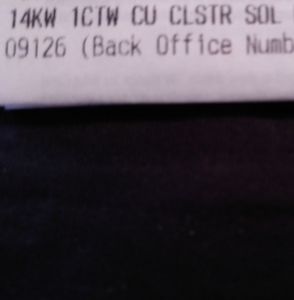 14KW 1CTW CU CLSTR SOL
09126 (Back Office Numb